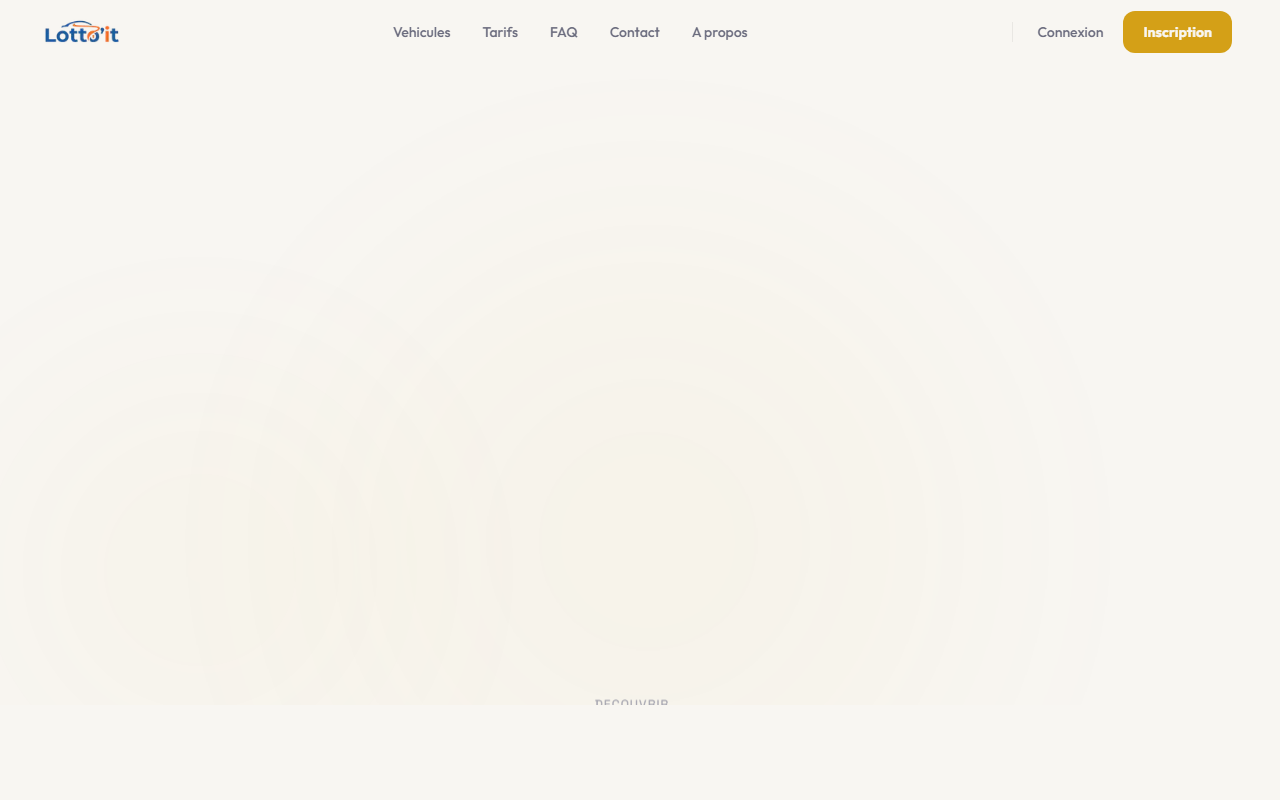 Lotto'it
Vehicules
Tarifs
FAQ
Contact
A propos
Connexion
Inscription
DECOUVRIR